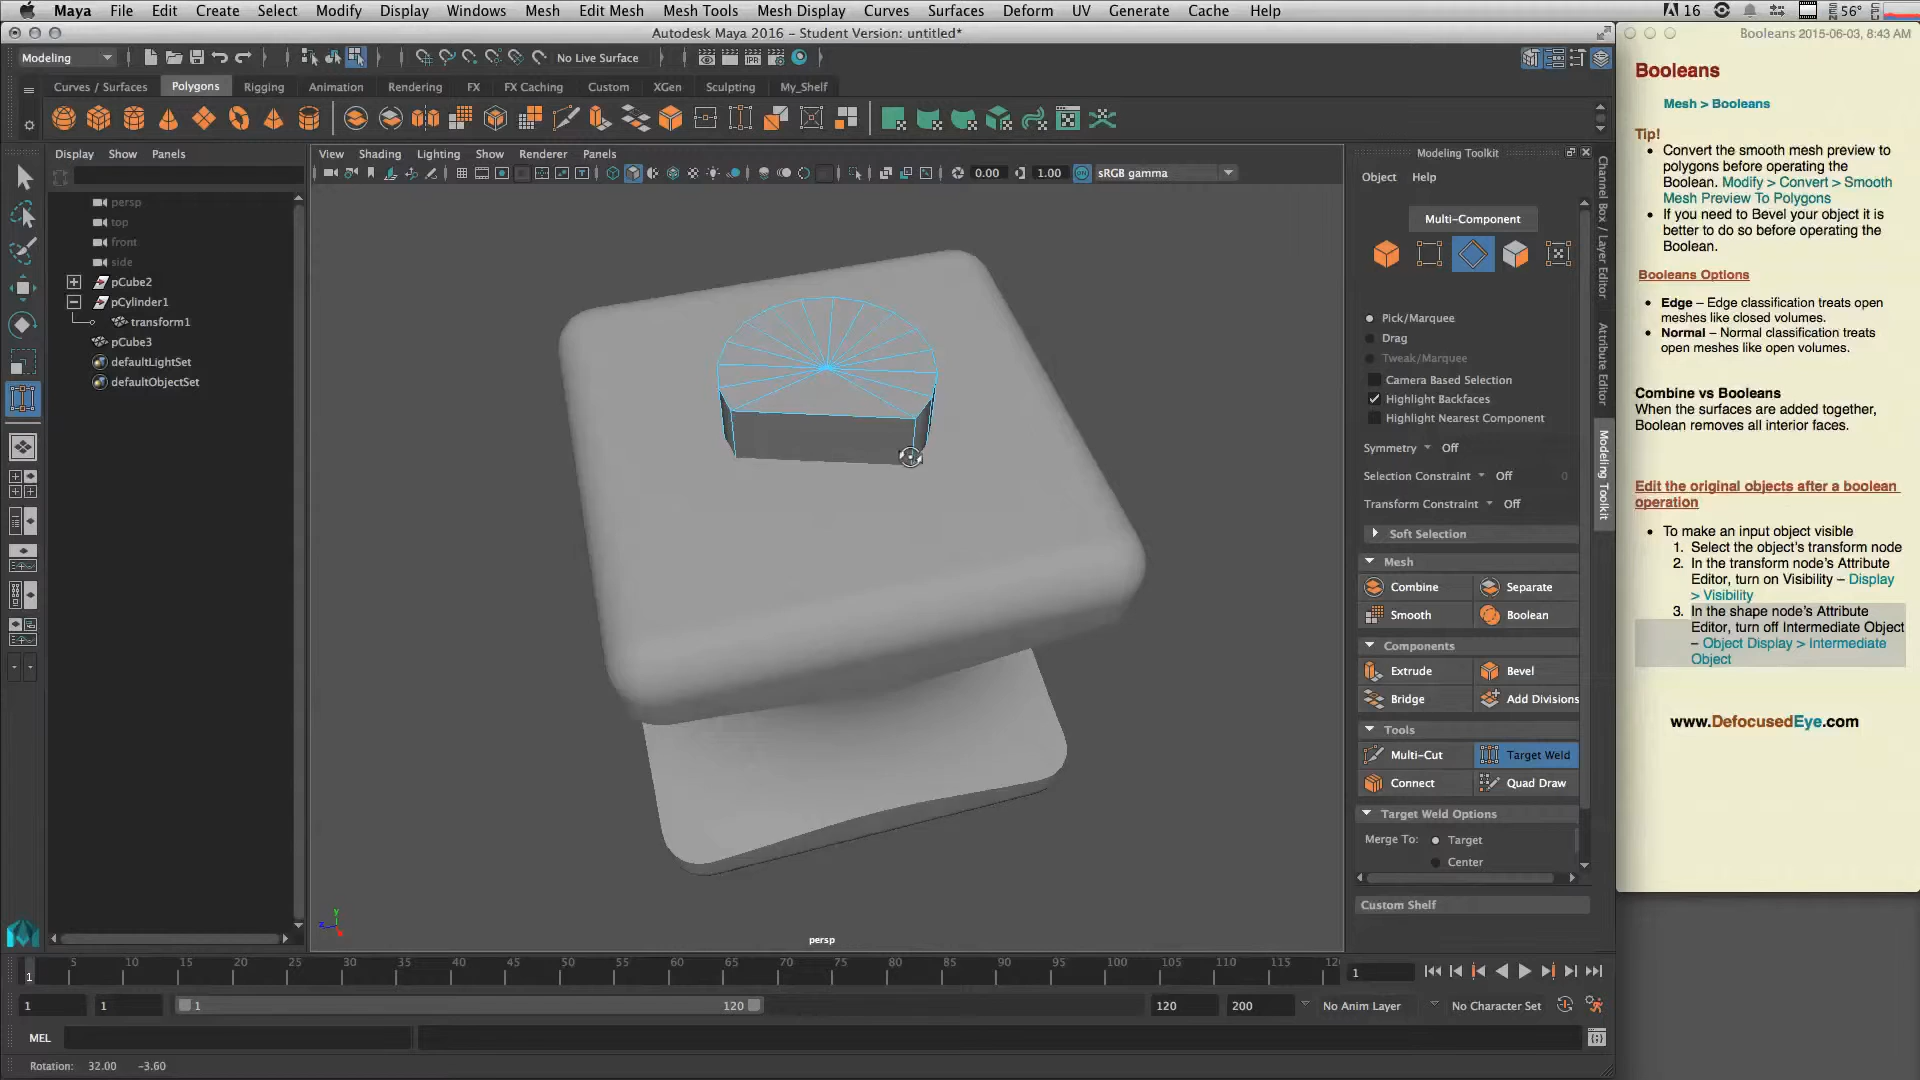 Maya File Edit Create Select Modify Display Windows Mesh Edit Mesh Mesh Tools Mesh Display Curves Surfaces Deform UV Generate Cache Help
16
56°
Autodesk Maya 2016 - Student Version: untitled*
Booleans 2015-06-03, 8:43 AM
Modeling
No Live Surface
Curves / Surfaces Polygons Rigging Animation Rendering FX FX Caching Custom XGen Sculpting My_Shelf
Display Show Panels
View Shading Lighting Show Renderer Panels
0.00 1.00 sRGB gamma
persp
top
front
side
pCube2
pCylinder1
transform1
pCube3
defaultLightSet
defaultObjectSet
persp
Modeling Toolkit
Object Help
Multi-Component
Pick/Marquee
Drag
Tweak/Marquee
Camera Based Selection
Highlight Backfaces
Highlight Nearest Component
Symmetry Off
Selection Constraint Off 0
Transform Constraint Off
Soft Selection
Mesh
Combine Separate
Smooth Boolean
Components
Extrude Bevel
Bridge Add Divisions
Tools
Multi-Cut Target Weld
Connect Quad Draw
Target Weld Options
Merge To: Target
Center
Custom Shelf
Channel Box / Layer Editor
Attribute Editor
Modeling Toolkit
Booleans
Mesh > Booleans
Tip!
• Convert the smooth mesh preview to
polygons before operating the
Boolean. Modify > Convert > Smooth
Mesh Preview To Polygons
• If you need to Bevel your object it is
better to do so before operating the
Boolean.
Booleans Options
• Edge – Edge classification treats open
meshes like closed volumes.
• Normal – Normal classification treats
open meshes like open volumes.
Combine vs Booleans
When the surfaces are added together,
Boolean removes all interior faces.
Edit the original objects after a boolean
operation
• To make an input object visible
1. Select the object's transform node
2. In the transform node's Attribute
Editor, turn on Visibility – Display
> Visibility
3. In the shape node's Attribute
Editor, turn off Intermediate Object
– Object Display > Intermediate
Object
www.DefocusedEye.com
1 5 10 15 20 25 30 35 40 45 50 55 60 65 70 75 80 85 90 95 100 105 110 115 12
1
1 1 1 120 120 200 No Anim Layer No Character Set
MEL
Rotation: 32.00 -3.60